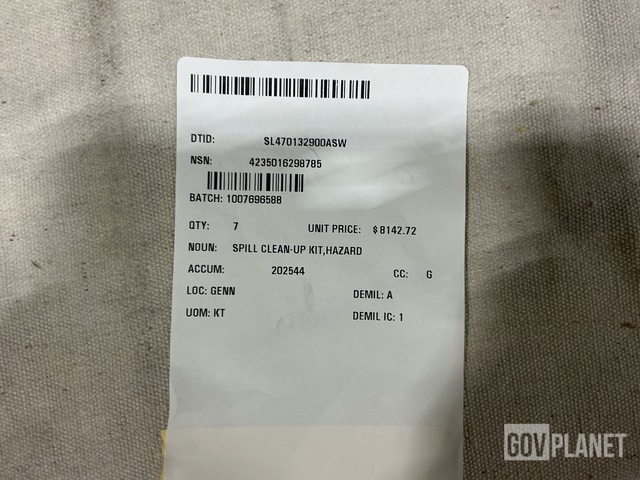 DTID: SL470132900ASW
NSN: 4235016298785
BATCH: 1007696588
QTY: 7 UNIT PRICE: $ 8142.72
NOUN: SPILL CLEAN-UP KIT,HAZARD
ACCUM: 202544 CC: G
LOC: GENN DEMIL: A
UOM: KT DEMIL IC: 1
GOVPLANET